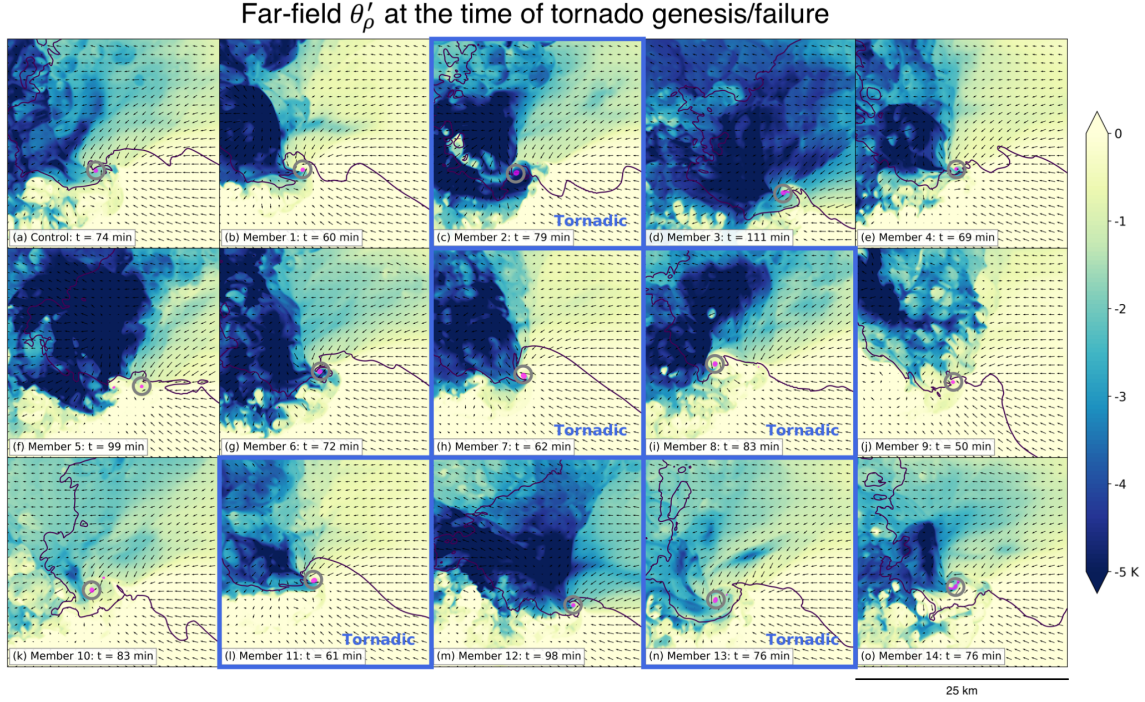 Far-field θ′ρ at the time of tornado genesis/failure
Tornadic
(a) Control: t = 74 min
(b) Member 1: t = 60 min
(c) Member 2: t = 79 min
(d) Member 3: t = 111 min
(e) Member 4: t = 69 min
Tornadic
Tornadic
(f) Member 5: t = 99 min
(g) Member 6: t = 72 min
(h) Member 7: t = 62 min
(i) Member 8: t = 83 min
(j) Member 9: t = 50 min
Tornadic
Tornadic
(k) Member 10: t = 83 min
(l) Member 11: t = 61 min
(m) Member 12: t = 98 min
(n) Member 13: t = 76 min
(o) Member 14: t = 76 min
25 km
0
-1
-2
-3
-4
-5 K